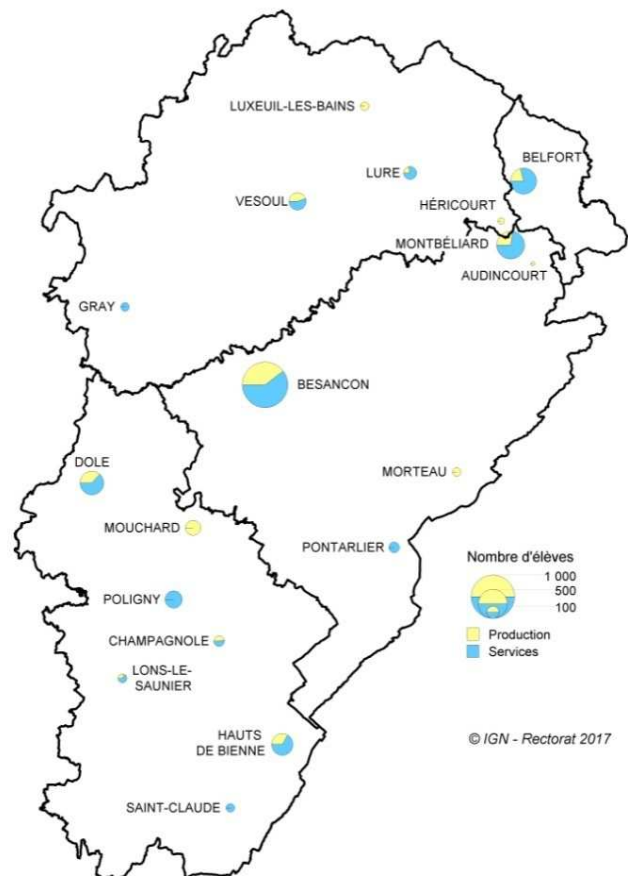 LUXEUIL-LES-BAINS
BELFORT
LURE
VESOUL
HÉRICOURT
MONTBÉLIARD
AUDINCOURT
GRAY
BESANCON
DOLE
MORTEAU
MOUCHARD
PONTARLIER
Nombre d'élèves
1 000
500
100
Production
Services
POLIGNY
CHAMPAGNOLE
LONS-LE-
SAUNIER
HAUTS
DE BIENNE
© IGN - Rectorat 2017
SAINT-CLAUDE